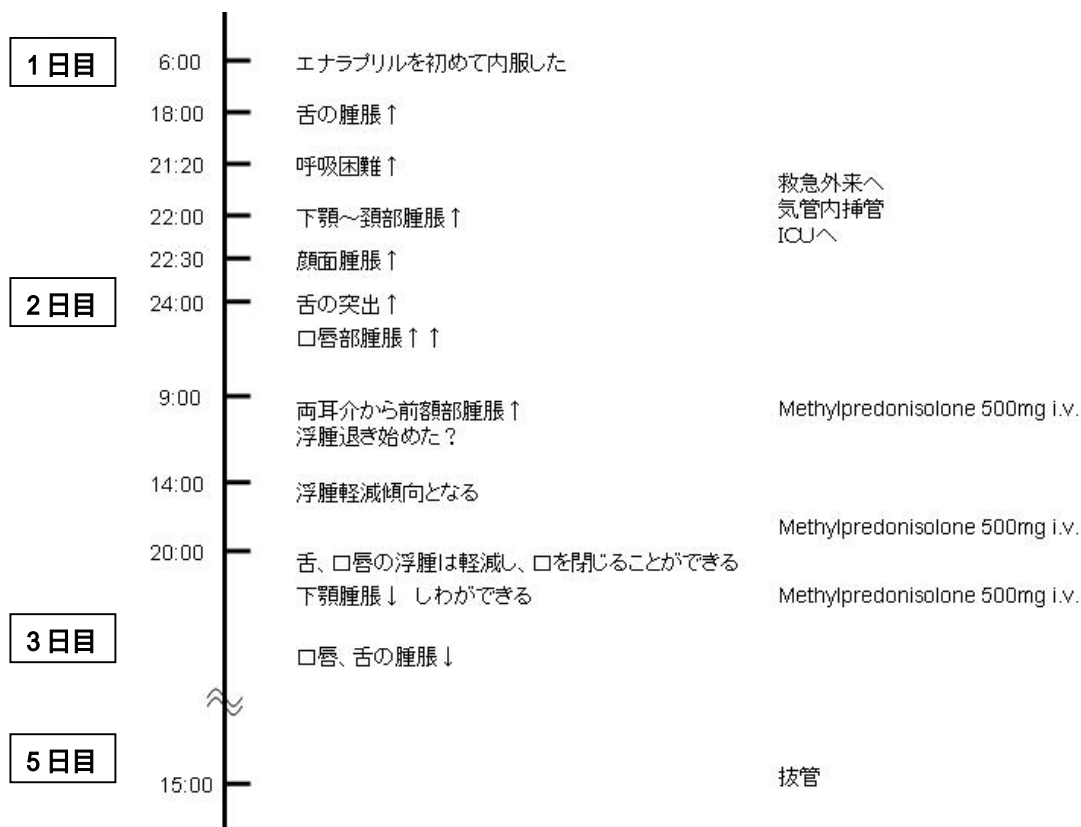 1日目
6:00 エナラプリルを初めて内服した
18:00 舌の腫脹↑
21:20 呼吸困難↑
救急外来へ
22:00 下顎～頚部腫脹↑ 気管内挿管
ICUへ
22:30 顔面腫脹↑
2日目
24:00 舌の突出↑
口唇部腫脹↑↑
9:00 両耳介から前額部腫脹↑ Methylpredonisolone 500mg i.v.
浮腫退き始めた？
14:00 浮腫軽減傾向となる
Methylpredonisolone 500mg i.v.
20:00 舌、口唇の浮腫は軽減し、口を閉じることができる
下顎腫脹↓ しわができる Methylpredonisolone 500mg i.v.
3日目
口唇、舌の腫脹↓
5日目
15:00 抜管